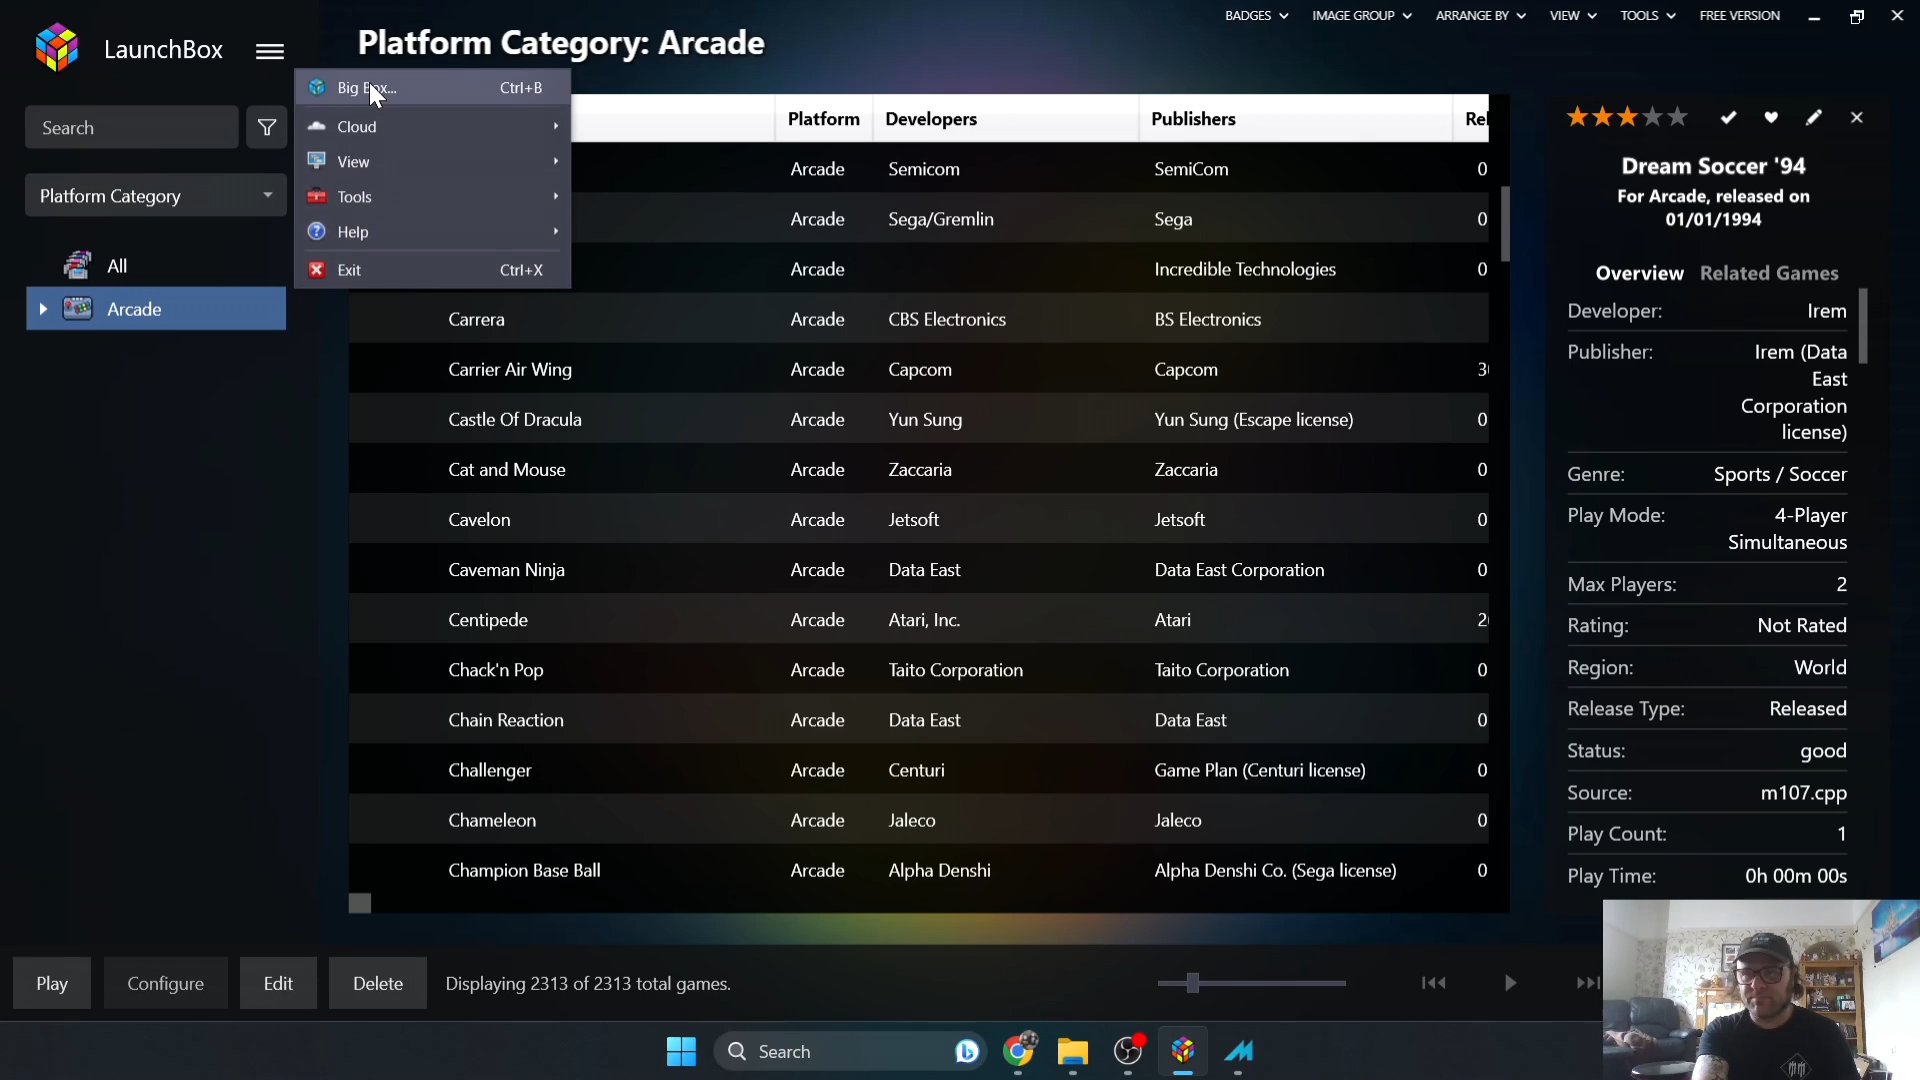 BADGES IMAGE GROUP ARRANGE BY VIEW TOOLS FREE VERSION
LaunchBox
Platform Category: Arcade
Search
Platform Category
All
Arcade
Big Box... Ctrl+B
Cloud
View
Tools
Help
Exit Ctrl+X
Platform Developers Publishers Rel
Arcade Semicom SemiCom 0
Arcade Sega/Gremlin Sega 0
Arcade Incredible Technologies 0
Carrera Arcade CBS Electronics BS Electronics
Carrier Air Wing Arcade Capcom Capcom 3
Castle Of Dracula Arcade Yun Sung Yun Sung (Escape license) 0
Cat and Mouse Arcade Zaccaria Zaccaria 0
Cavelon Arcade Jetsoft Jetsoft 0
Caveman Ninja Arcade Data East Data East Corporation 0
Centipede Arcade Atari, Inc. Atari 2
Chack'n Pop Arcade Taito Corporation Taito Corporation 0
Chain Reaction Arcade Data East Data East 0
Challenger Arcade Centuri Game Plan (Centuri license) 0
Chameleon Arcade Jaleco Jaleco 0
Champion Base Ball Arcade Alpha Denshi Alpha Denshi Co. (Sega license) 0
Dream Soccer '94
For Arcade, released on
01/01/1994
Overview Related Games
Developer: Irem
Publisher: Irem (Data
East
Corporation
license)
Genre: Sports / Soccer
Play Mode: 4-Player
Simultaneous
Max Players: 2
Rating: Not Rated
Region: World
Release Type: Released
Status: good
Source: m107.cpp
Play Count: 1
Play Time: 0h 00m 00s
Play Configure Edit Delete Displaying 2313 of 2313 total games.
Search